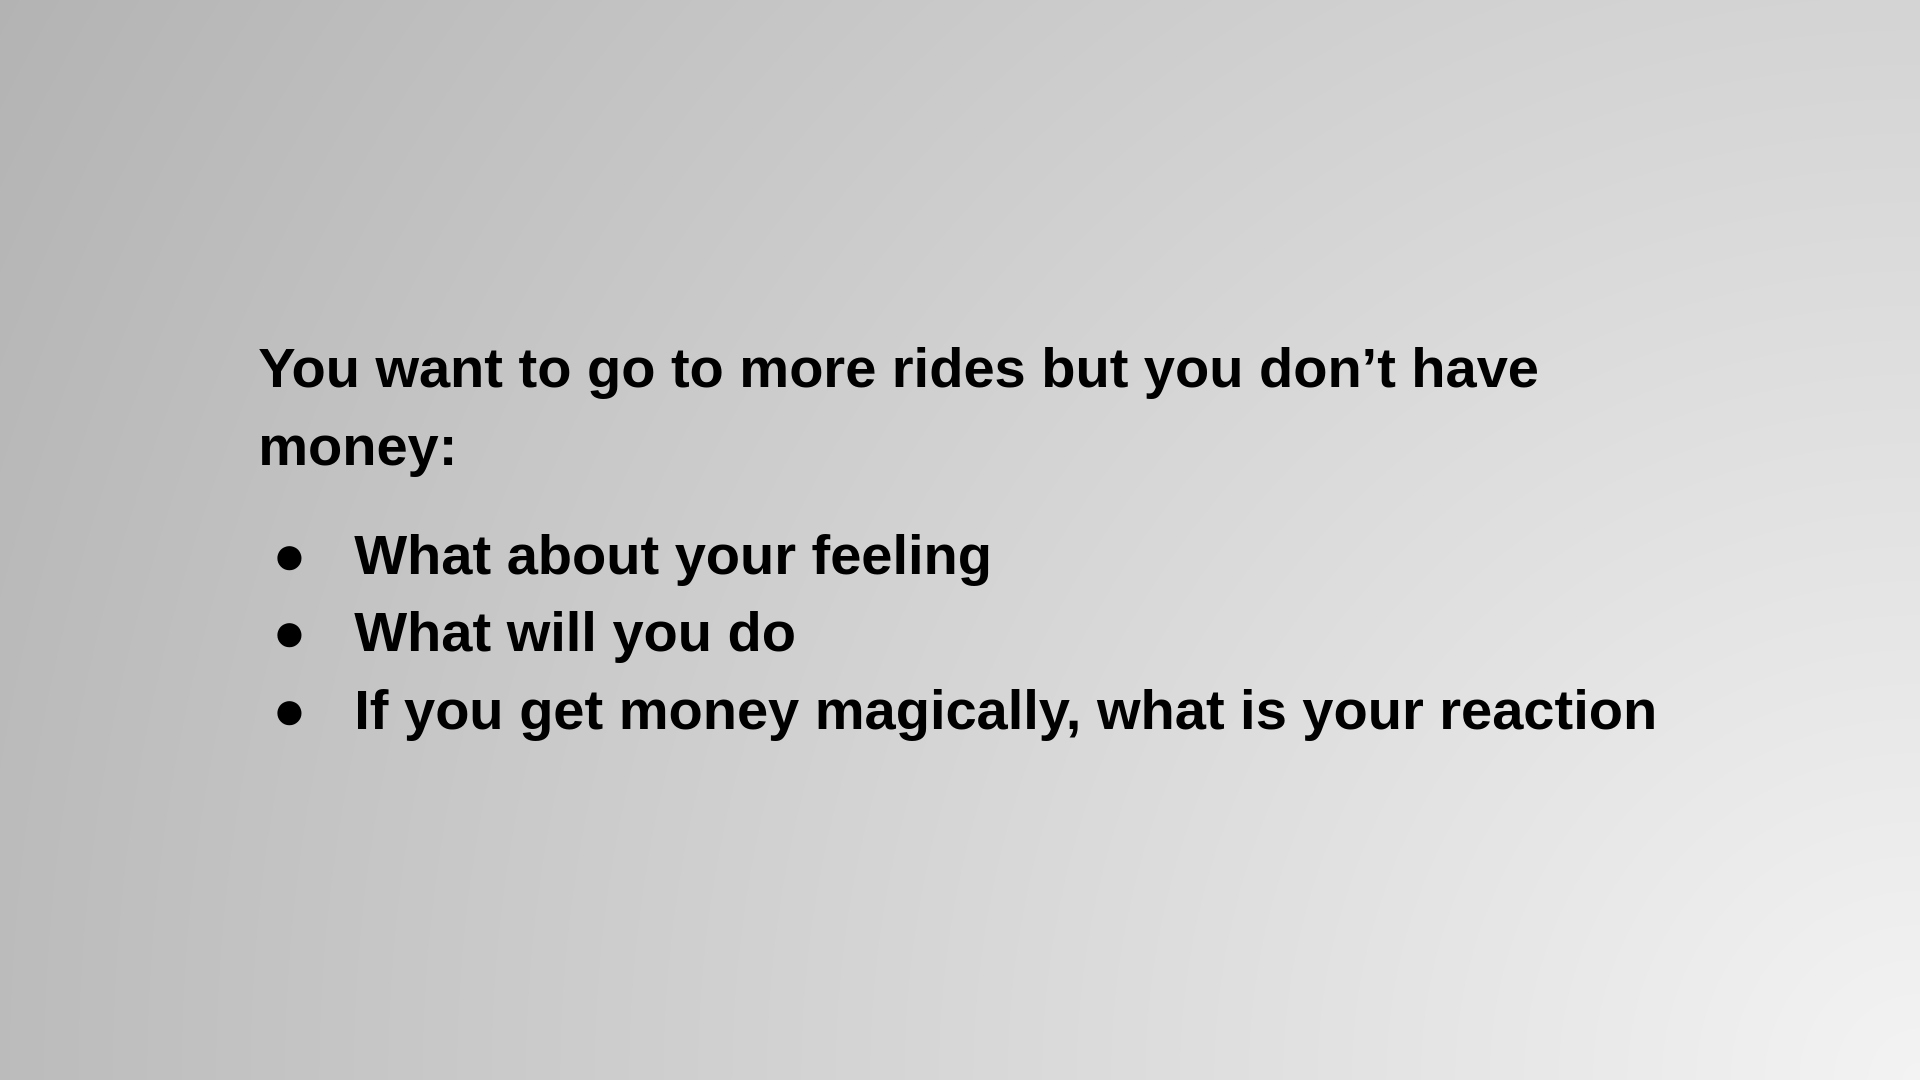 You want to go to more rides but you don’t have
money:
● What about your feeling
● What will you do
● If you get money magically, what is your reaction